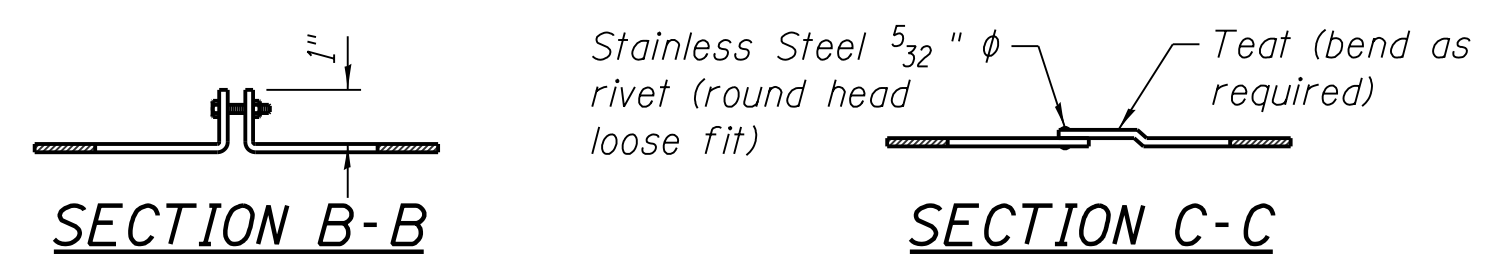 1"
SECTION B-B
Stainless Steel 5/32" ϕ
rivet (round head
loose fit)
Teat (bend as
required)
SECTION C-C